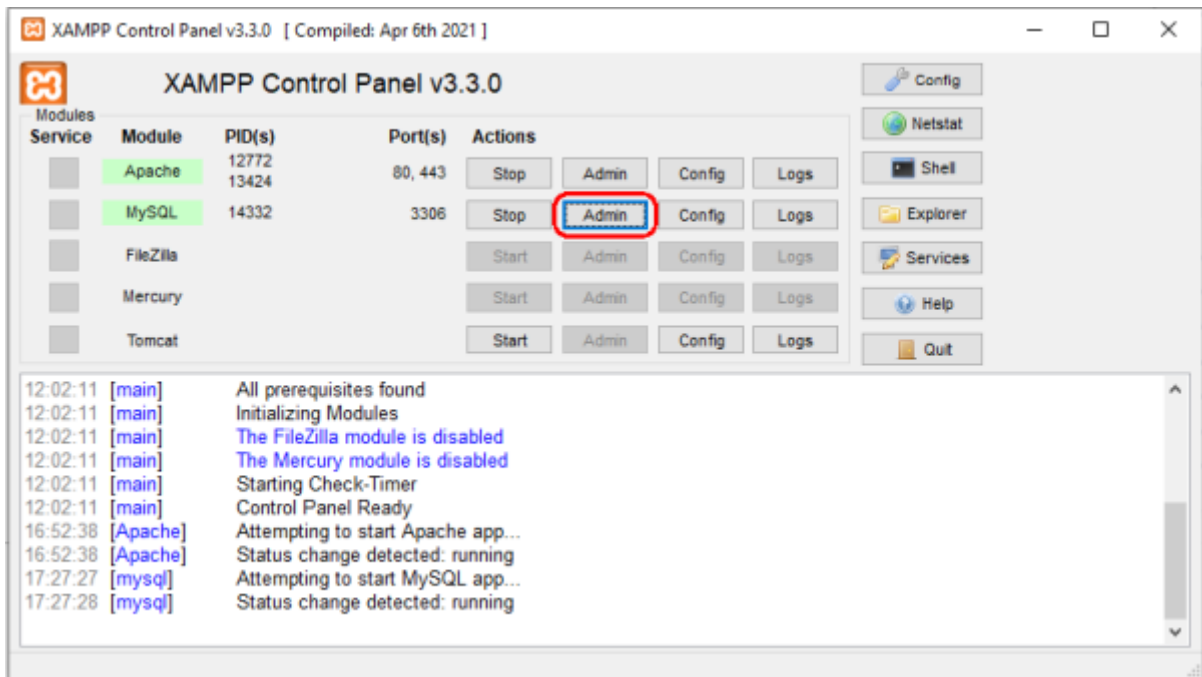 XAMPP Control Panel v3.3.0 [ Compiled: Apr 6th 2021 ]
XAMPP Control Panel v3.3.0
Config
Modules
Service Module PID(s) Port(s) Actions
Netstat
Apache 12772 13424 80, 443 Stop Admin Config Logs
Shell
MySQL 14332 3306 Stop Admin Config Logs
Explorer
FileZilla Start Admin Config Logs
Services
Mercury Start Admin Config Logs
Help
Tomcat Start Admin Config Logs
Quit
12:02:11 [main] All prerequisites found
12:02:11 [main] Initializing Modules
12:02:11 [main] The FileZilla module is disabled
12:02:11 [main] The Mercury module is disabled
12:02:11 [main] Starting Check-Timer
12:02:11 [main] Control Panel Ready
16:52:38 [Apache] Attempting to start Apache app...
16:52:38 [Apache] Status change detected: running
17:27:27 [mysql] Attempting to start MySQL app...
17:27:28 [mysql] Status change detected: running